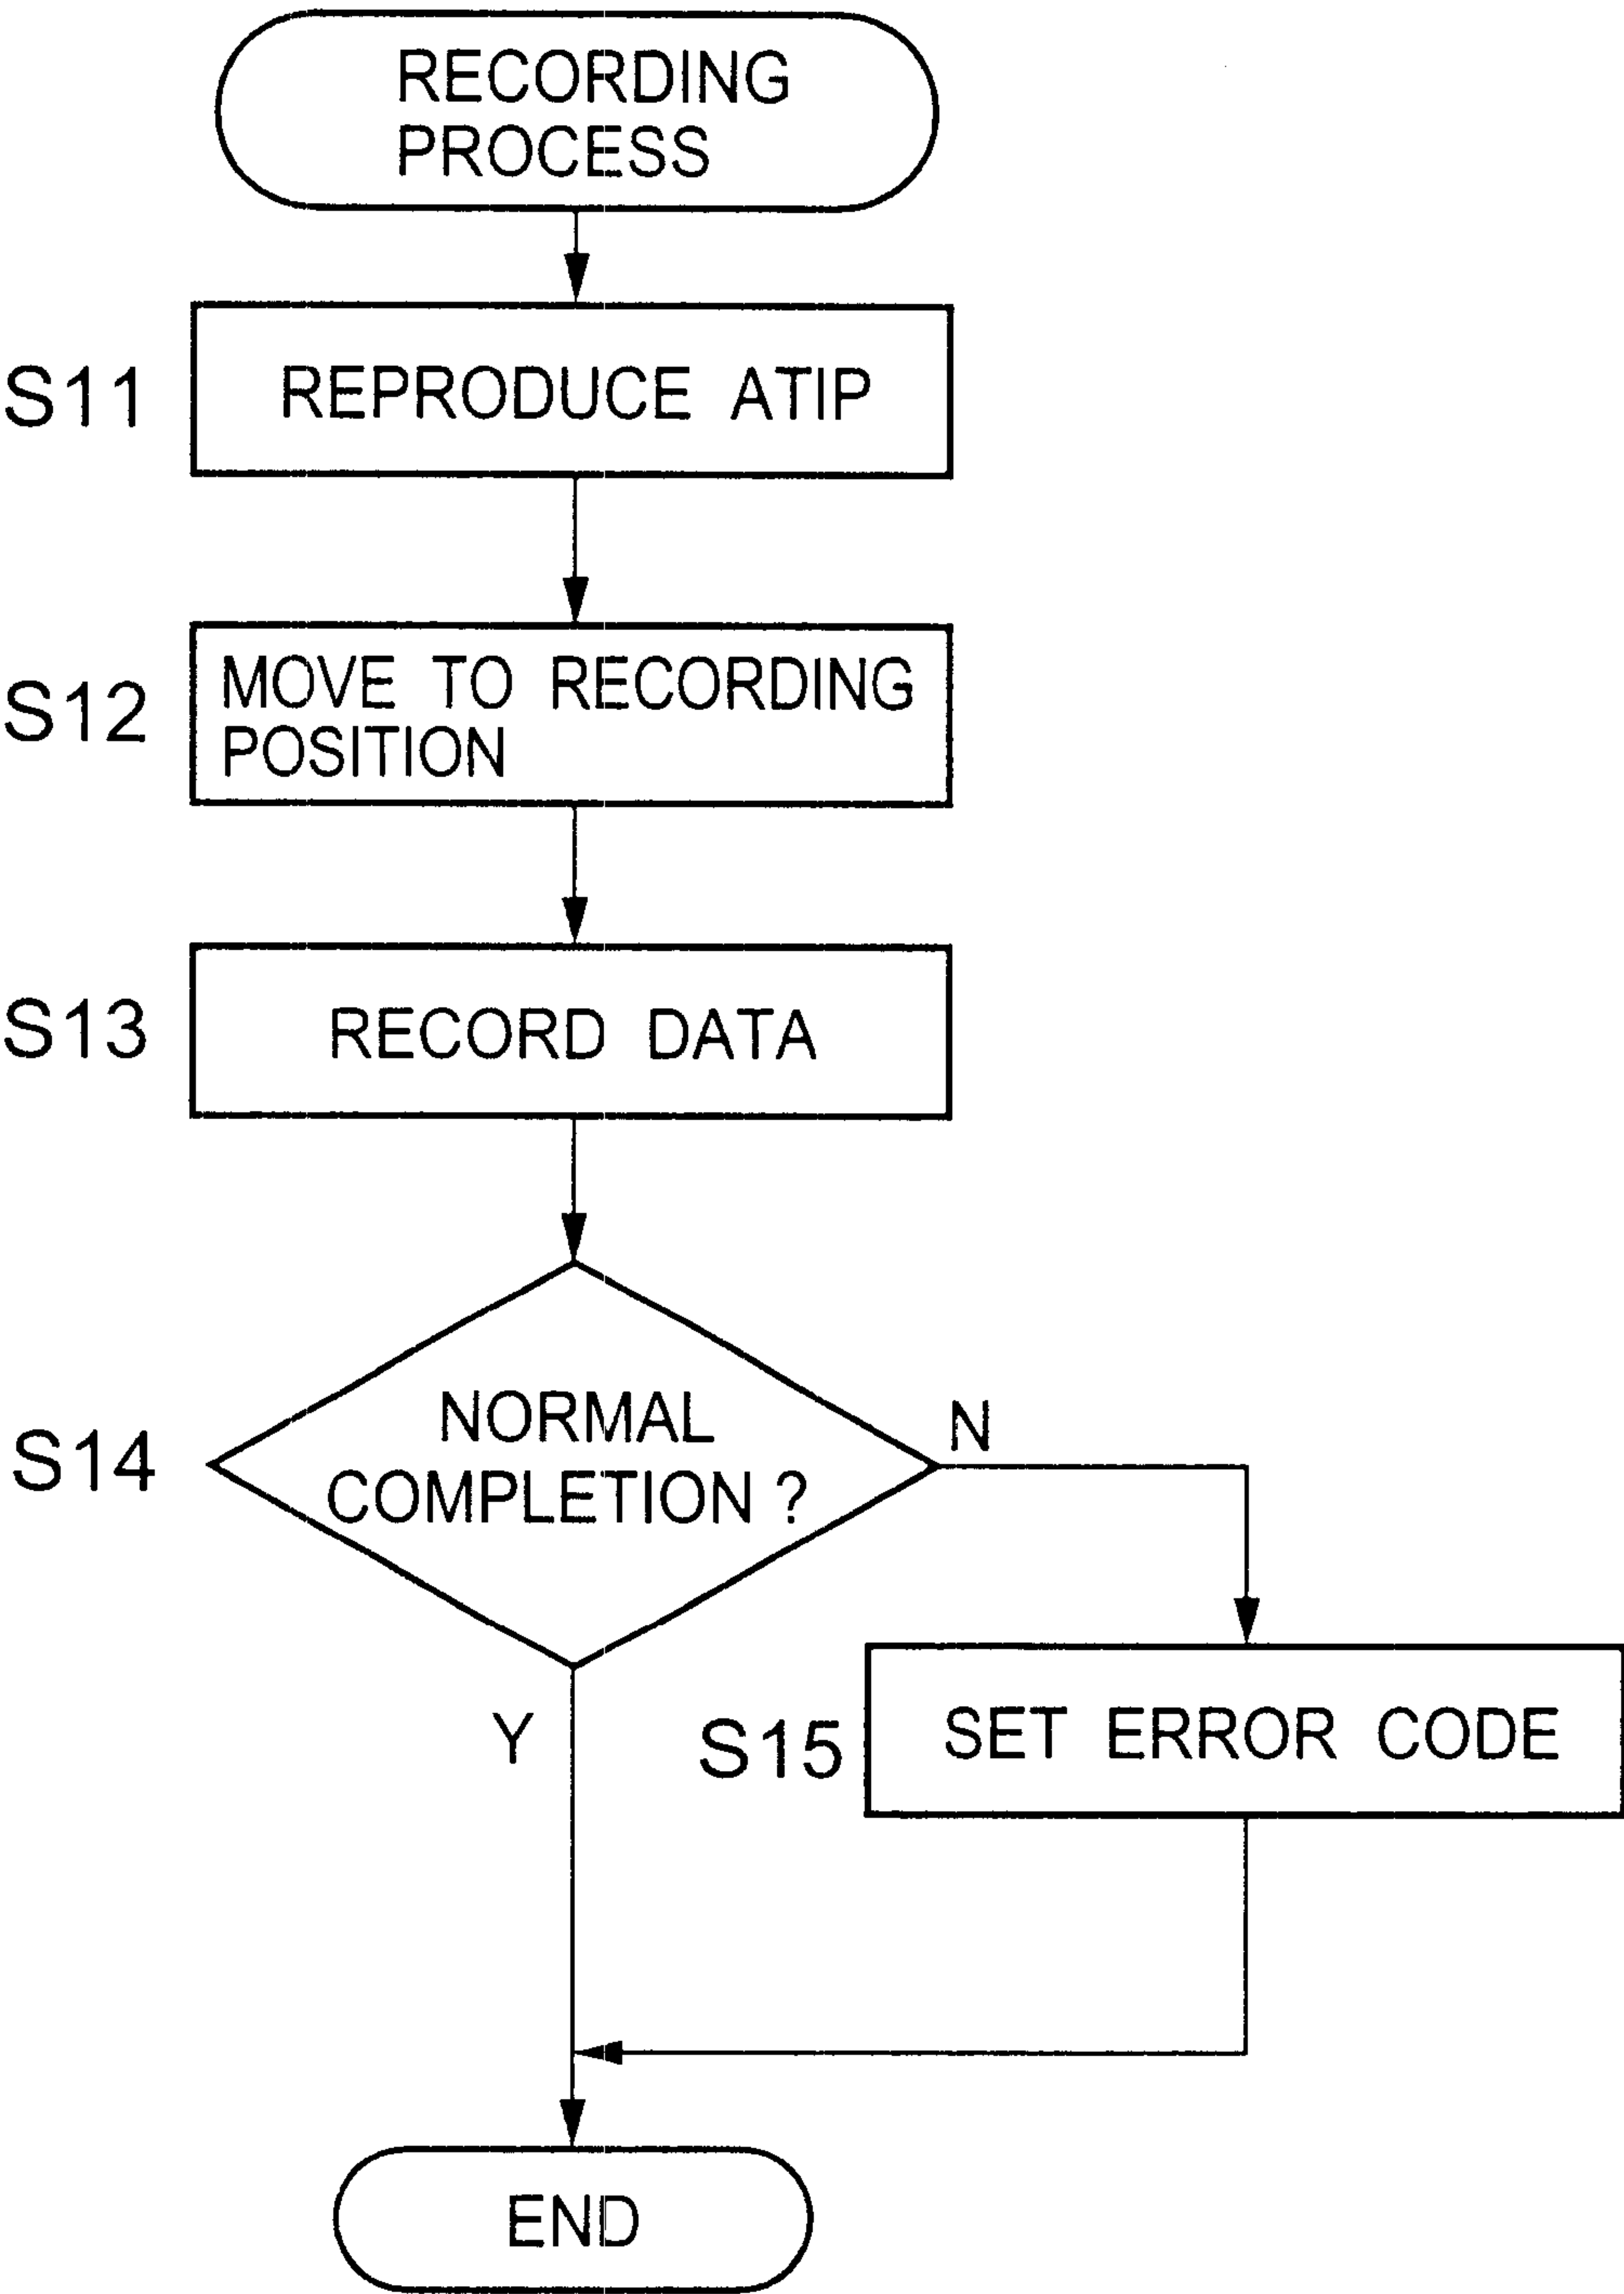 RECORDING
PROCESS
S11
REPRODUCE ATIP
S12
MOVE TO RECORDING
POSITION
S13
RECORD DATA
S14
NORMAL
COMPLETION ?
N
Y
S15
SET ERROR CODE
END